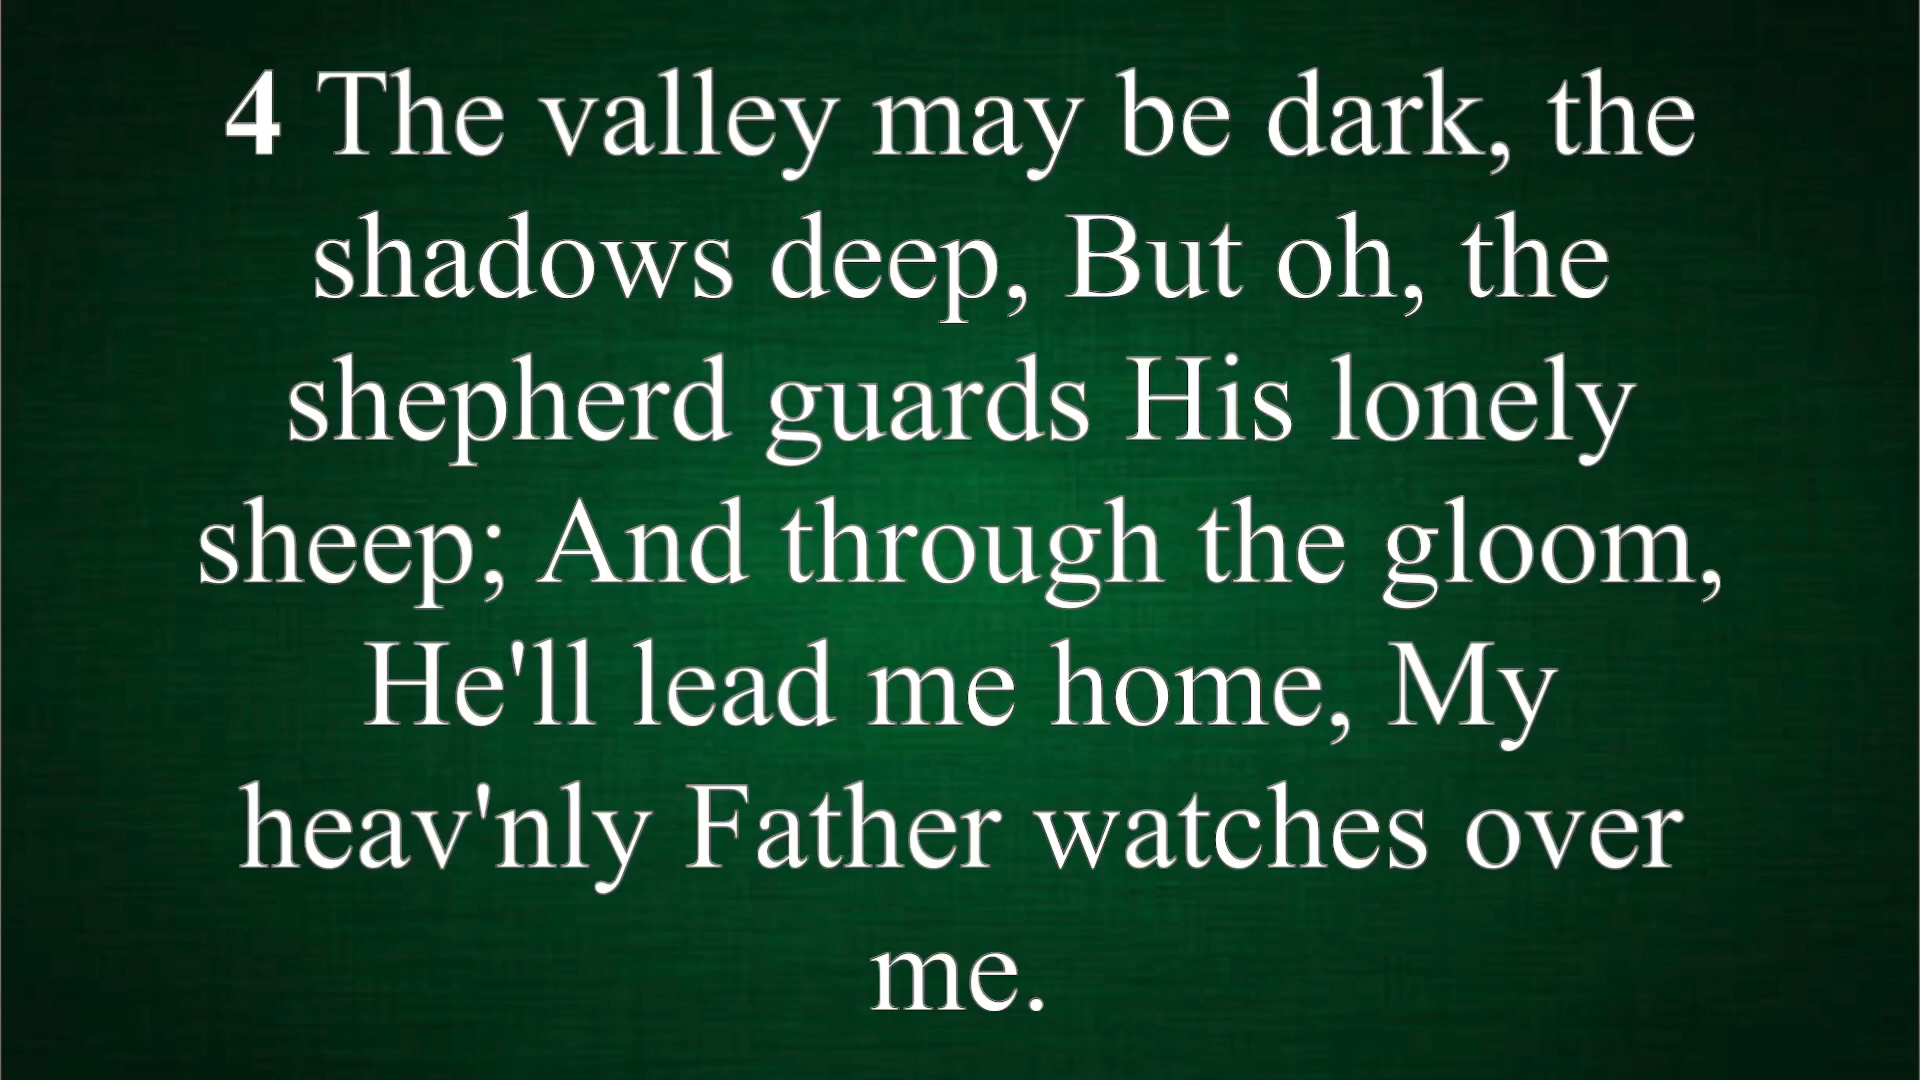 4 The valley may be dark, the
shadows deep, But oh, the
shepherd guards His lonely
sheep; And through the gloom,
He'll lead me home, My
heav'nly Father watches over
me.